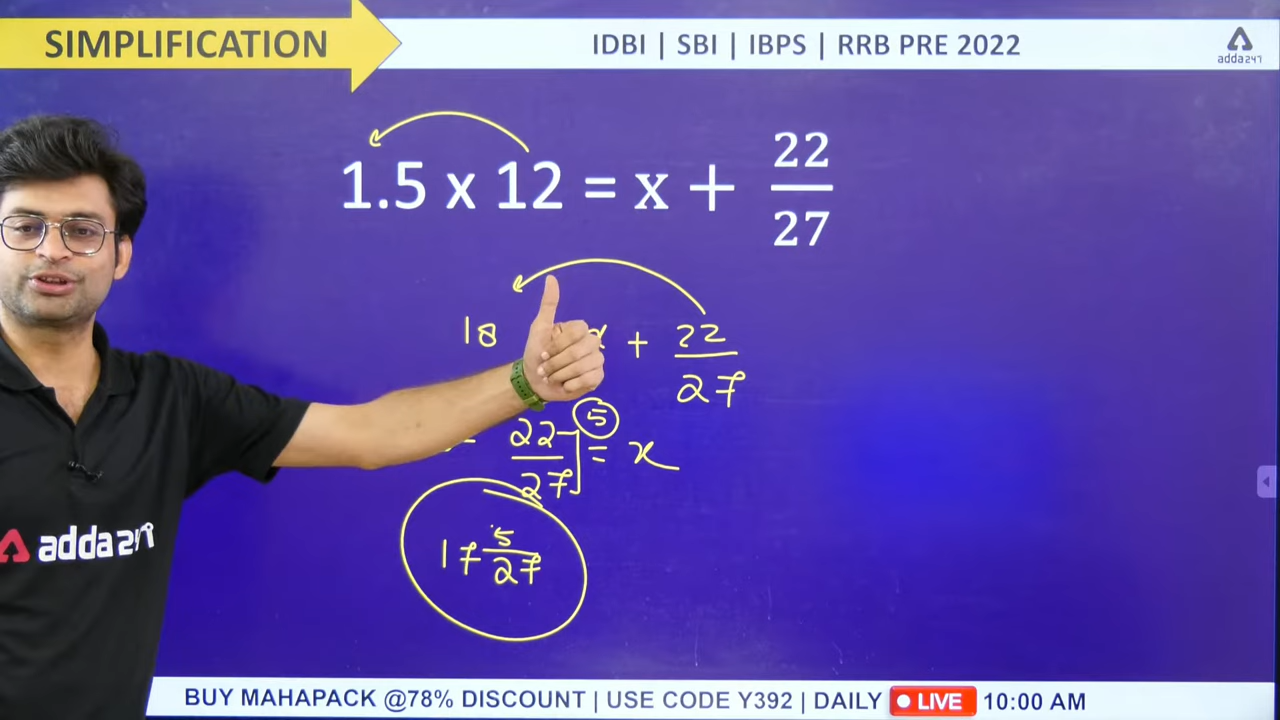 SIMPLIFICATION
IDBI | SBI | IBPS | RRB PRE 2022
adda247
1.5 x 12 = x + 22/27
18 x + 22/27
- 22/27 = x
5
17 5/27
adda247
BUY MAHAPACK @78% DISCOUNT | USE CODE Y392 | DAILY LIVE 10:00 AM